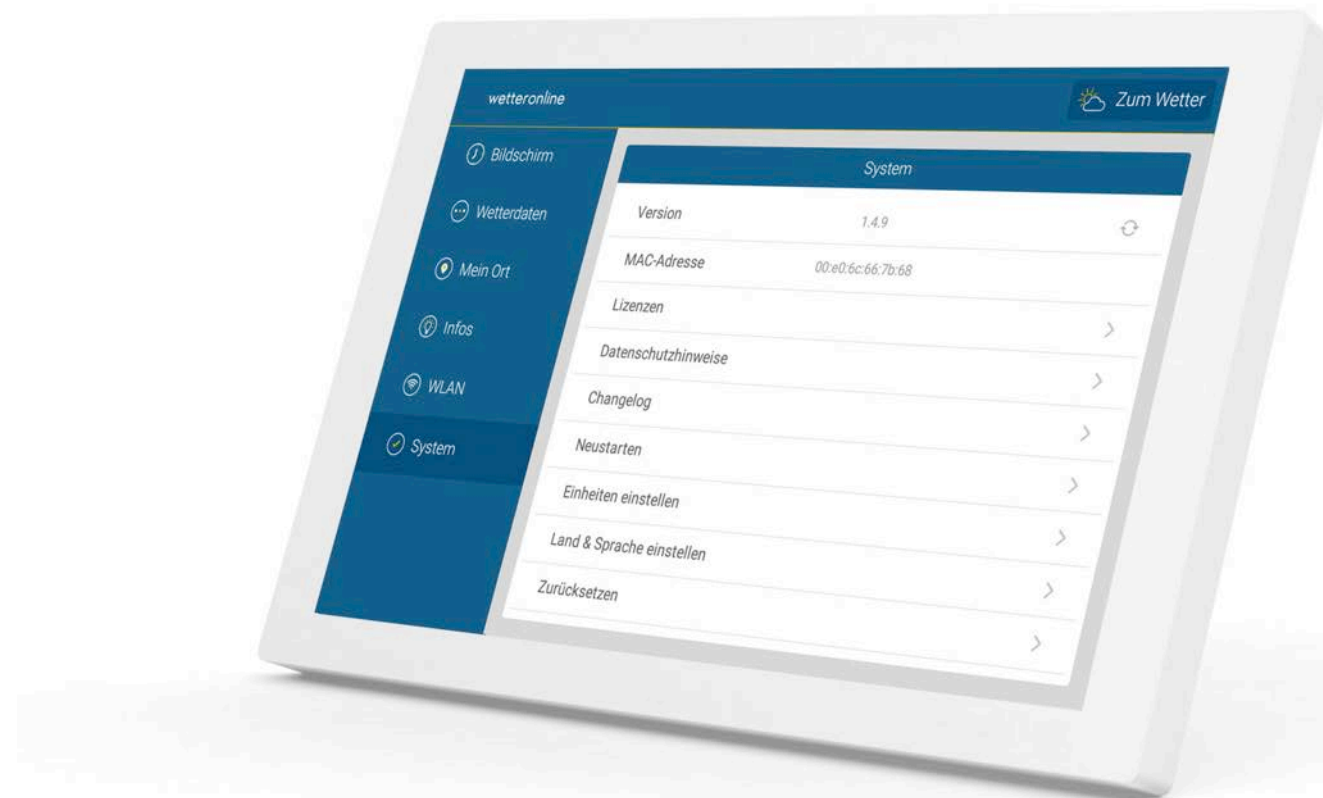 wetteronline
Zum Wetter
Bildschirm
Wetterdaten
Mein Ort
Infos
WLAN
System
System
Version 1.4.9
MAC-Adresse 00:e0:6c:66:7b:68
Lizenzen
Datenschutzhinweise
Changelog
Neustarten
Einheiten einstellen
Land & Sprache einstellen
Zurücksetzen